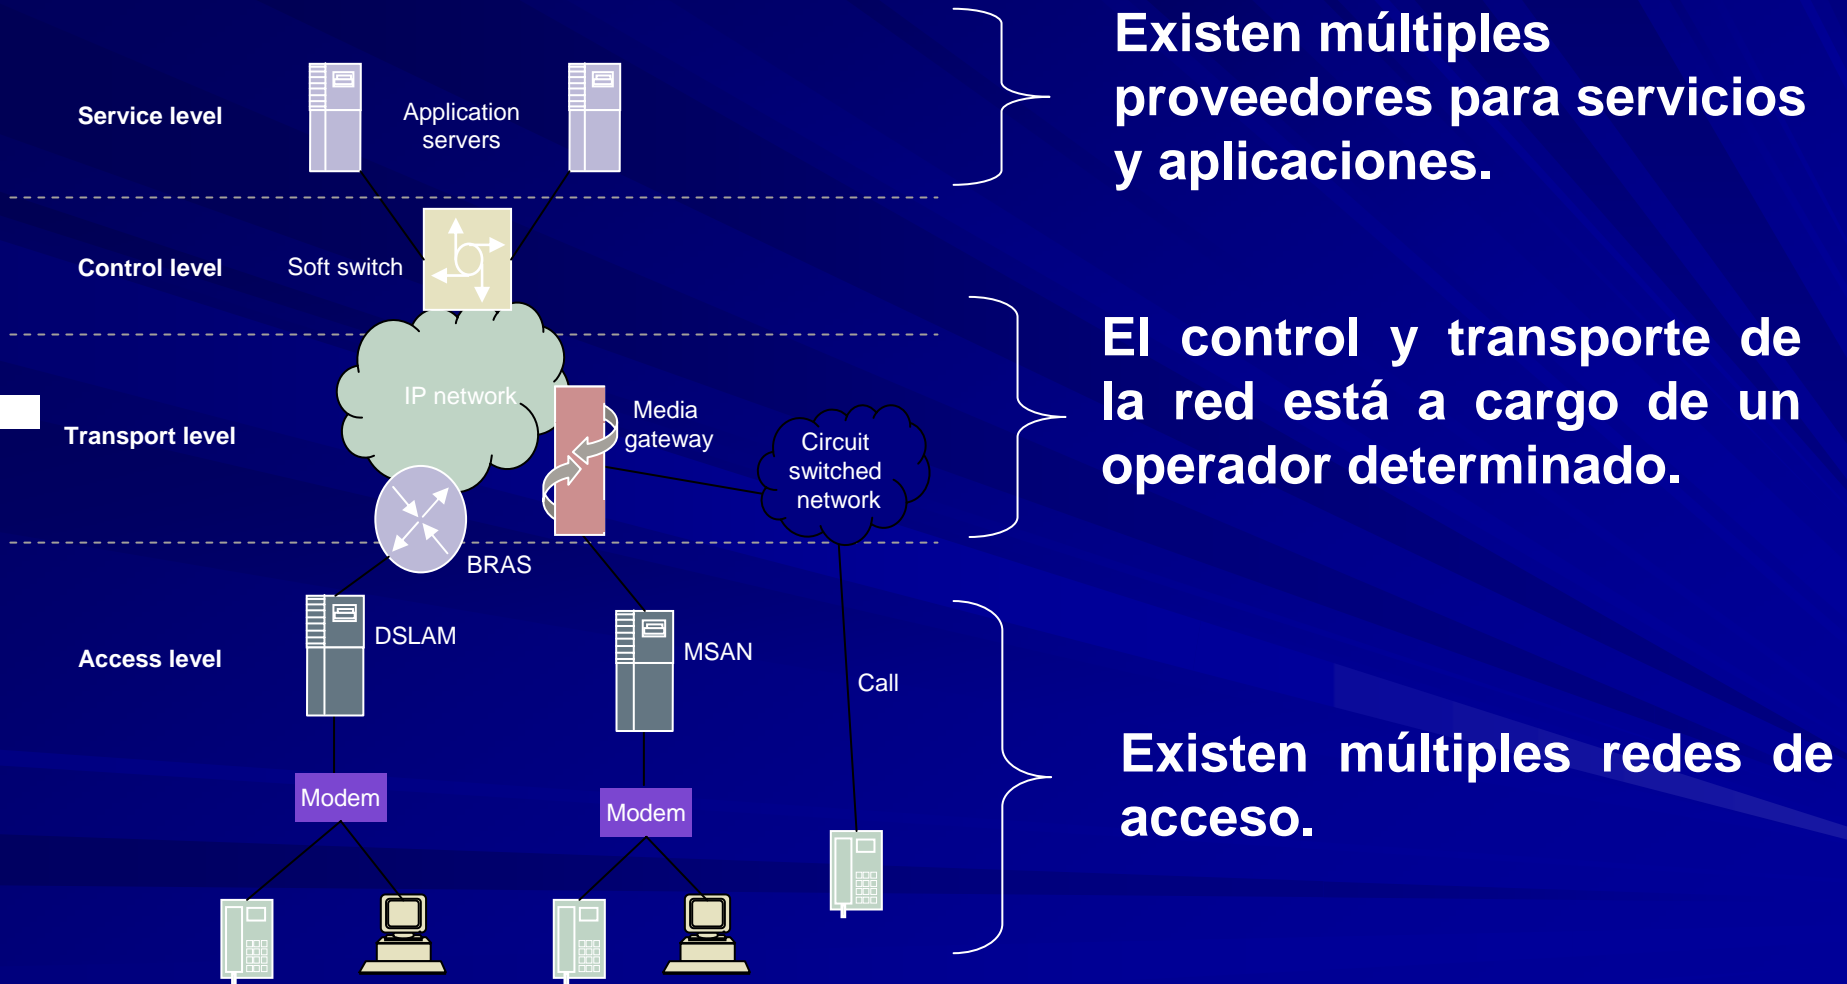 Existen múltiples
proveedores para servicios
y aplicaciones.
Service level
Application
servers
Control level
Soft switch
El control y transporte de
la red está a cargo de un
operador determinado.
IP network
Transport level
Media
gateway
Circuit
switched
network
BRAS
DSLAM
Access level
MSAN
Call
Existen múltiples redes de
acceso.
Modem
Modem